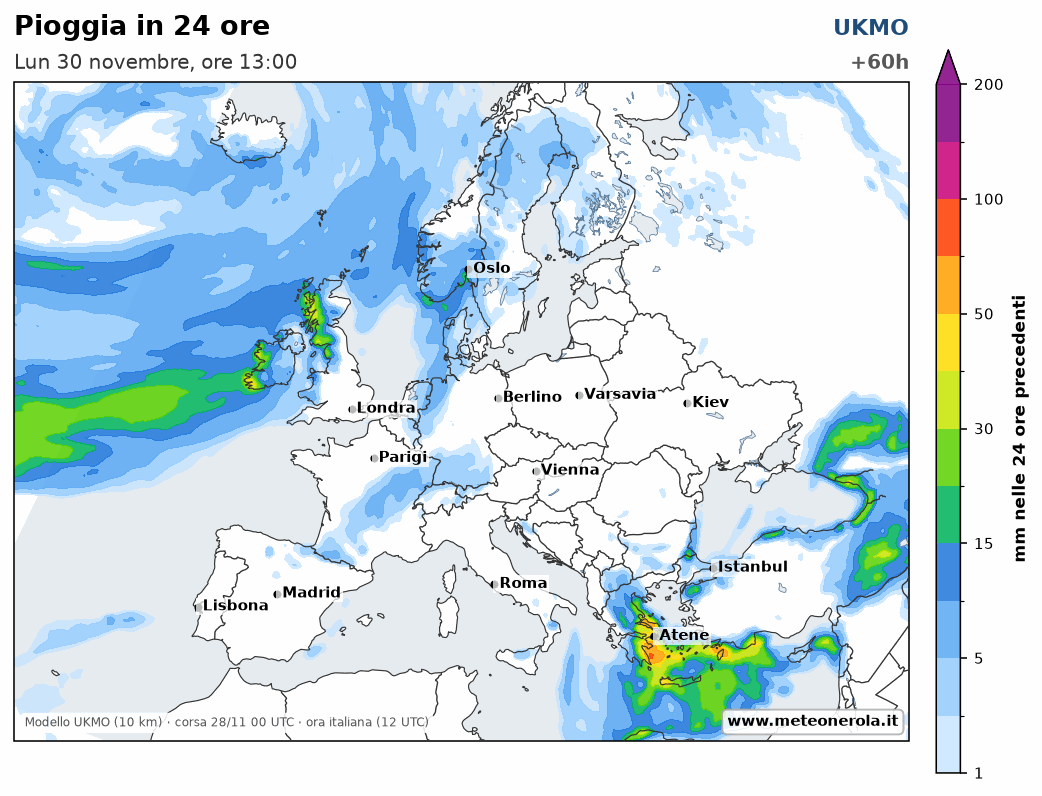 Pioggia in 24 ore
UKMO
Lun 30 novembre, ore 13:00
+60h
200
100
50
30
15
5
1
mm nelle 24 ore precedenti
Oslo
Berlino
Varsavia
Kiev
Londra
Parigi
Vienna
Istanbul
Roma
Madrid
Lisbona
Atene
Modello UKMO (10 km) · corsa 28/11 00 UTC · ora italiana (12 UTC)
www.meteonerola.it